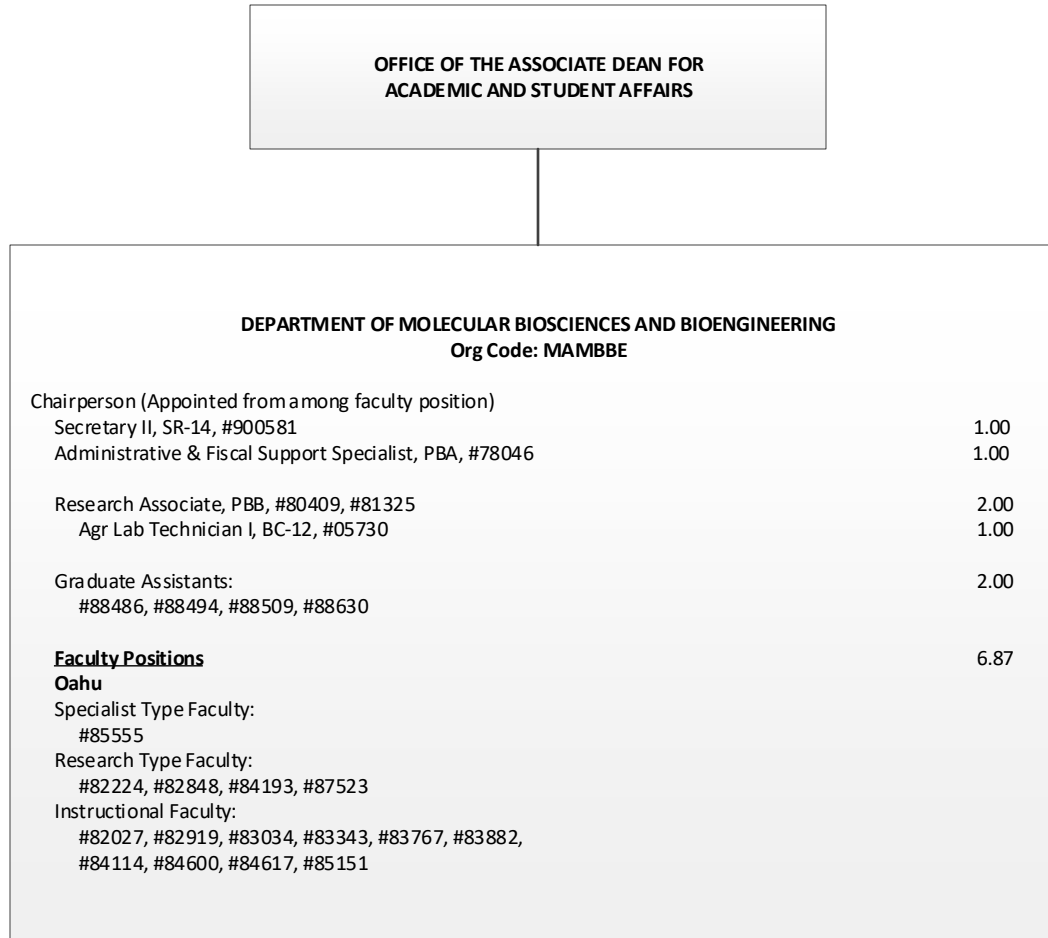 OFFICE OF THE ASSOCIATE DEAN FOR
ACADEMIC AND STUDENT AFFAIRS
DEPARTMENT OF MOLECULAR BIOSCIENCES AND BIOENGINEERING
Org Code: MAMBBE
Chairperson (Appointed from among faculty position)
Secretary II, SR-14, #900581 1.00
Administrative & Fiscal Support Specialist, PBA, #78046 1.00
Research Associate, PBB, #80409, #81325 2.00
Agr Lab Technician I, BC-12, #05730 1.00
Graduate Assistants: 2.00
#88486, #88494, #88509, #88630
Faculty Positions 6.87
Oahu
Specialist Type Faculty:
#85555
Research Type Faculty:
#82224, #82848, #84193, #87523
Instructional Faculty:
#82027, #82919, #83034, #83343, #83767, #83882,
#84114, #84600, #84617, #85151